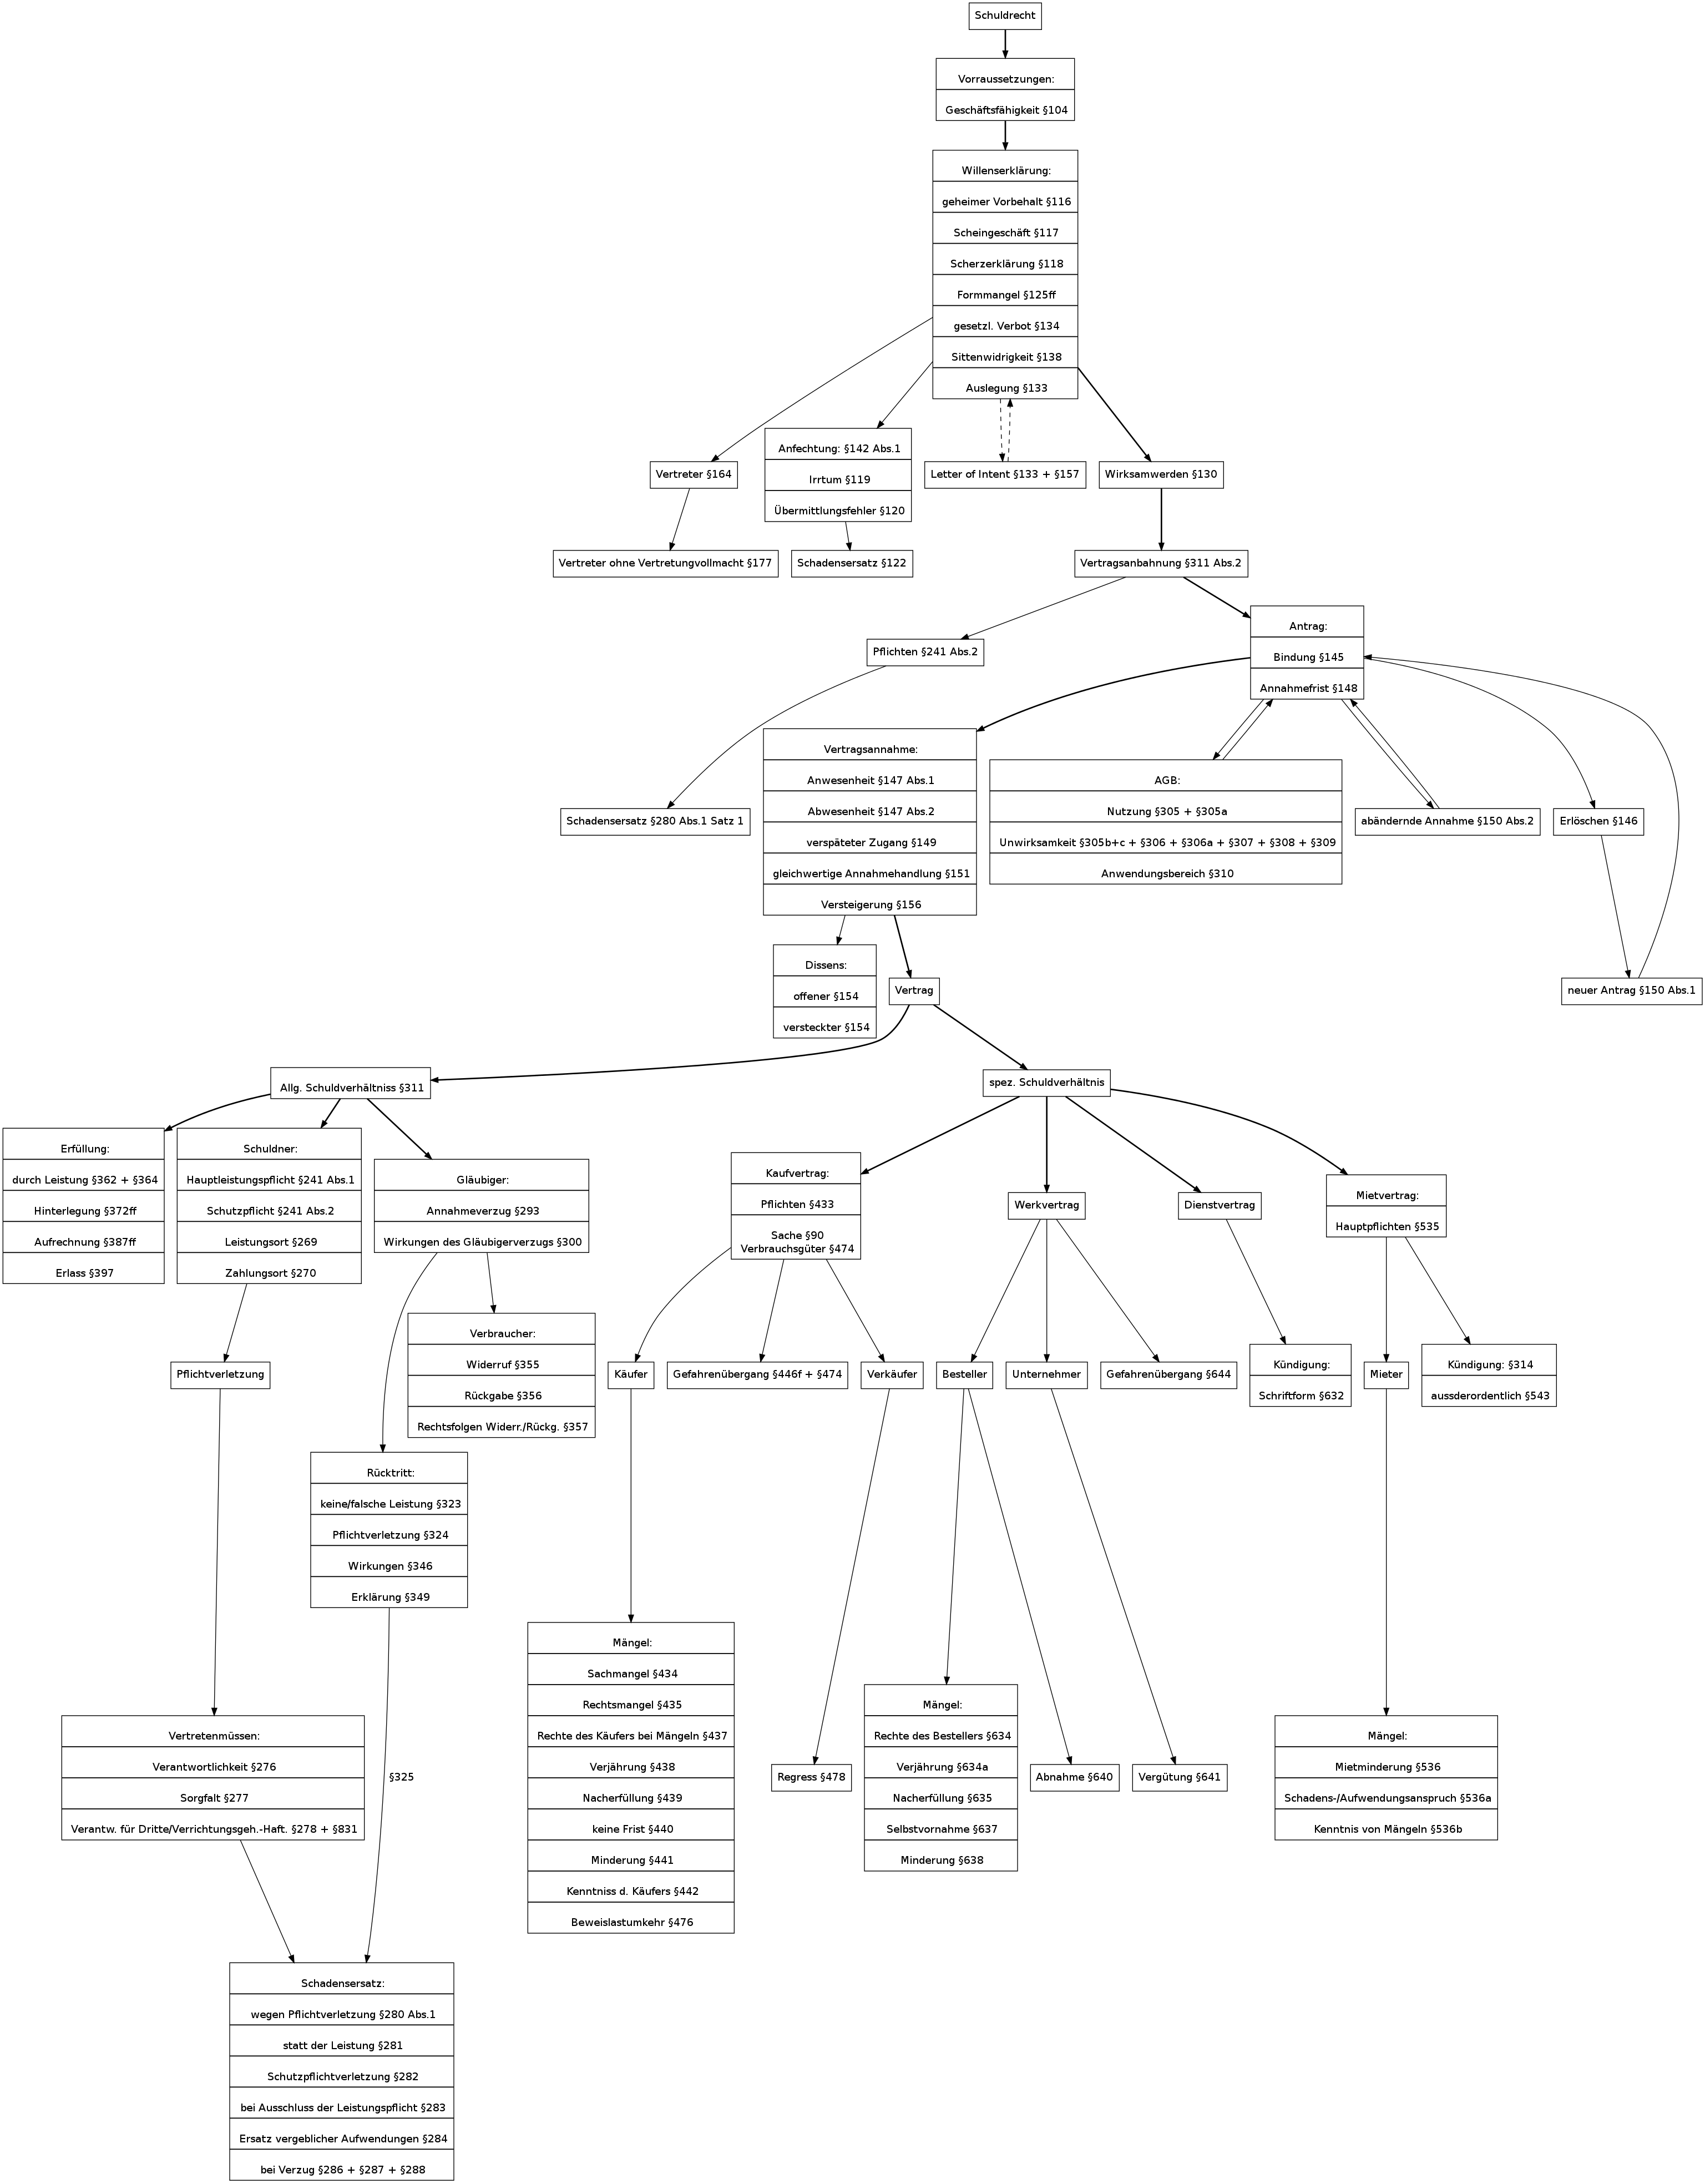 Schuldrecht
Vorraussetzungen:
Geschäftsfähigkeit §104
Willenserklärung:
geheimer Vorbehalt §116
Scheingeschäft §117
Scherzerklärung §118
Formmangel §125ff
gesetzl. Verbot §134
Sittenwidrigkeit §138
Auslegung §133
Vertreter §164
Anfechtung: §142 Abs.1
Irrtum §119
Übermittlungsfehler §120
Letter of Intent §133 + §157
Wirksamwerden §130
Vertreter ohne Vertretungvollmacht §177
Schadensersatz §122
Vertragsanbahnung §311 Abs.2
Pflichten §241 Abs.2
Antrag:
Bindung §145
Annahmefrist §148
Schadensersatz §280 Abs.1 Satz 1
Vertragsannahme:
Anwesenheit §147 Abs.1
Abwesenheit §147 Abs.2
verspäteter Zugang §149
gleichwertige Annahmehandlung §151
Versteigerung §156
AGB:
Nutzung §305 + §305a
Unwirksamkeit §305b+c + §306 + §306a + §307 + §308 + §309
Anwendungsbereich §310
abändernde Annahme §150 Abs.2
Erlöschen §146
Dissens:
offener §154
versteckter §154
Vertrag
neuer Antrag §150 Abs.1
Allg. Schuldverhältniss §311
spez. Schuldverhältnis
Erfüllung:
durch Leistung §362 + §364
Hinterlegung §372ff
Aufrechnung §387ff
Erlass §397
Schuldner:
Hauptleistungspflicht §241 Abs.1
Schutzpflicht §241 Abs.2
Leistungsort §269
Zahlungsort §270
Gläubiger:
Annahmeverzug §293
Wirkungen des Gläubigerverzugs §300
Kaufvertrag:
Pflichten §433
Sache §90
Verbrauchsgüter §474
Werkvertrag
Dienstvertrag
Mietvertrag:
Hauptpflichten §535
Pflichtverletzung
Verbraucher:
Widerruf §355
Rückgabe §356
Rechtsfolgen Widerr./Rückg. §357
Käufer
Gefahrenübergang §446f + §474
Verkäufer
Besteller
Unternehmer
Gefahrenübergang §644
Kündigung:
Schriftform §632
Mieter
Kündigung: §314
aussderordentlich §543
Rücktritt:
keine/falsche Leistung §323
Pflichtverletzung §324
Wirkungen §346
Erklärung §349
Vertretenmüssen:
Verantwortlichkeit §276
Sorgfalt §277
Verantw. für Dritte/Verrichtungsgeh.-Haft. §278 + §831
§325
Mängel:
Sachmangel §434
Rechtsmangel §435
Rechte des Käufers bei Mängeln §437
Verjährung §438
Nacherfüllung §439
keine Frist §440
Minderung §441
Kenntniss d. Käufers §442
Beweislastumkehr §476
Regress §478
Mängel:
Rechte des Bestellers §634
Verjährung §634a
Nacherfüllung §635
Selbstvornahme §637
Minderung §638
Abnahme §640
Vergütung §641
Mängel:
Mietminderung §536
Schadens-/Aufwendungsanspruch §536a
Kenntnis von Mängeln §536b
Schadensersatz:
wegen Pflichtverletzung §280 Abs.1
statt der Leistung §281
Schutzpflichtverletzung §282
bei Ausschluss der Leistungspflicht §283
Ersatz vergeblicher Aufwendungen §284
bei Verzug §286 + §287 + §288